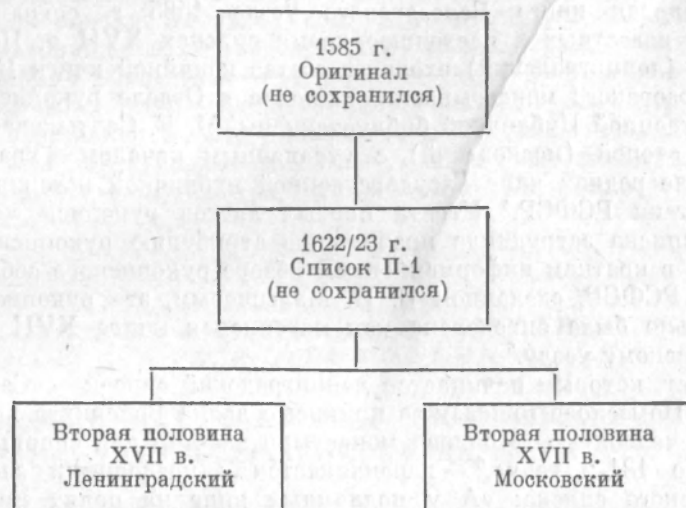 1585 г.
Оригинал
(не сохранился)
1622/23 г.
Список П-1
(не сохранился)
Вторая половина
XVII в.
Ленинградский
Вторая половина
XVII в.
Московский